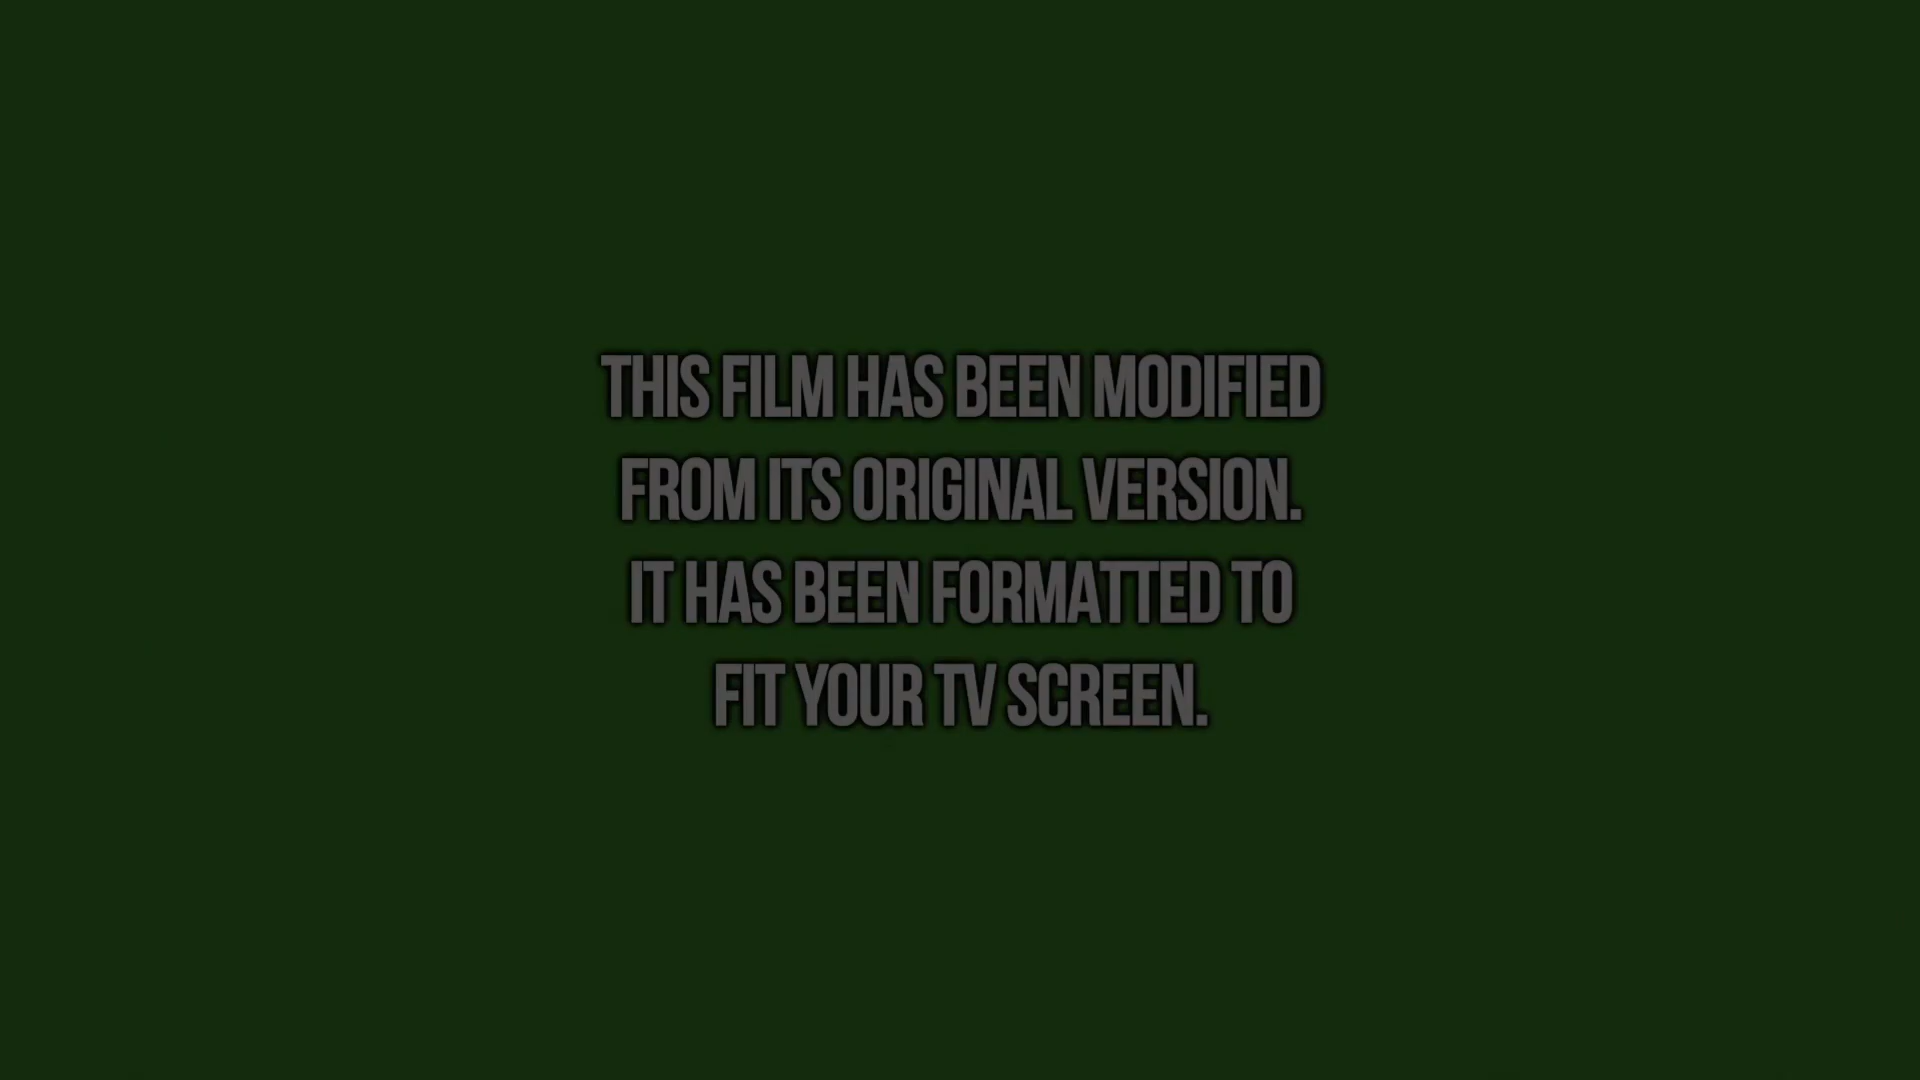 THIS FILM HAS BEEN MODIFIED
FROM ITS ORIGINAL VERSION.
IT HAS BEEN FORMATTED TO
FIT YOUR TV SCREEN.